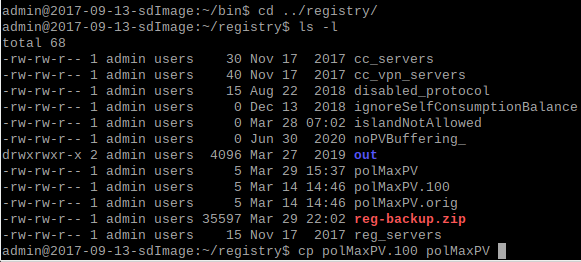 admin@2017-09-13-sdImage:~/bin$ cd ../registry/
admin@2017-09-13-sdImage:~/registry$ ls -l
total 68
-rw-rw-r-- 1 admin users    30 Nov 17  2017 cc_servers
-rw-rw-r-- 1 admin users    40 Nov 17  2017 cc_vpn_servers
-rw-rw-r-- 1 admin users    15 Aug 22  2018 disabled_protocol
-rw-rw-r-- 1 admin users     0 Dec 13  2018 ignoreSelfConsumptionBalance
-rw-rw-r-- 1 admin users     0 Mar 28 07:02 islandNotAllowed
-rw-rw-r-- 1 admin users     0 Jun 30  2020 noPVBuffering_
drwxrwxr-x 2 admin users  4096 Mar 27  2019 out
-rw-rw-r-- 1 admin users     5 Mar 29 15:37 polMaxPV
-rw-rw-r-- 1 admin users     5 Mar 14 14:46 polMaxPV.100
-rw-rw-r-- 1 admin users     5 Mar 14 14:46 polMaxPV.orig
-rw-rw-r-- 1 admin users 35597 Mar 29 22:02 reg-backup.zip
-rw-rw-r-- 1 admin users    15 Nov 17  2017 reg_servers
admin@2017-09-13-sdImage:~/registry$ cp polMaxPV.100 polMaxPV